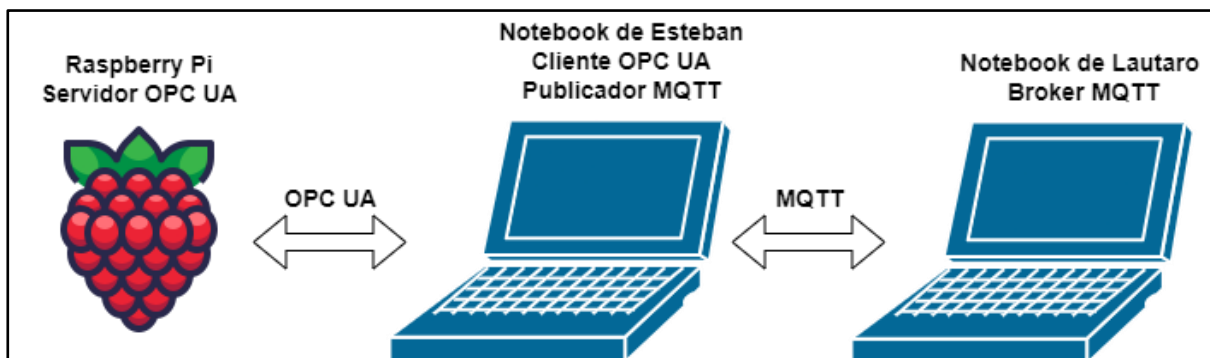 Raspberry Pi
Servidor OPC UA
OPC UA
Notebook de Esteban
Cliente OPC UA
Publicador MQTT
MQTT
Notebook de Lautaro
Broker MQTT